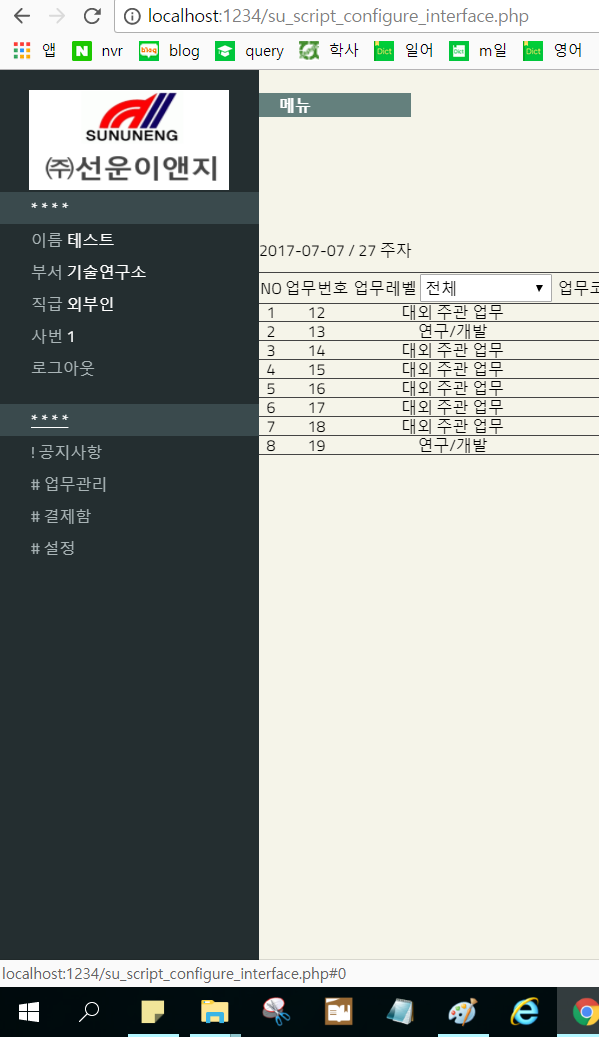 localhost:1234/su_script_configure_interface.php
앱 nvr blog query 학사 일어 m일 영어
SUNUNENG
㈜선운이앤지
* * * *
이름 테스트
부서 기술연구소
직급 외부인
사번 1
로그아웃
* * * *
! 공지사항
# 업무관리
# 결제함
# 설정
메뉴
2017-07-07 / 27 주자
NO 업무번호 업무레벨 전체 업무코
1 12 대외 주관 업무
2 13 연구/개발
3 14 대외 주관 업무
4 15 대외 주관 업무
5 16 대외 주관 업무
6 17 대외 주관 업무
7 18 대외 주관 업무
8 19 연구/개발
localhost:1234/su_script_configure_interface.php#0